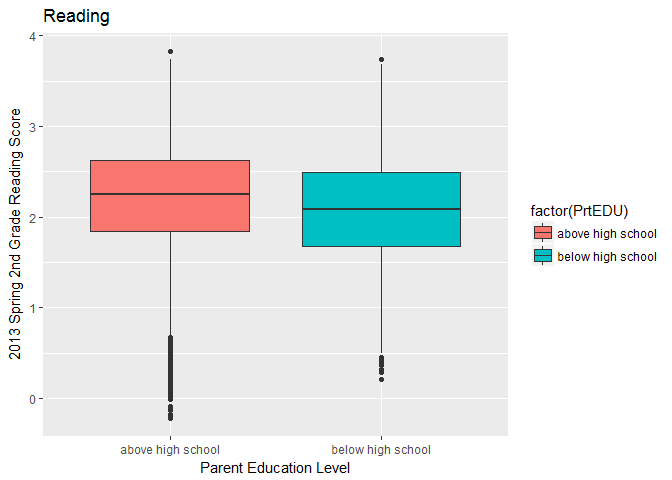 Reading
4
3
2
1
0
2013 Spring 2nd Grade Reading Score
above high school
below high school
Parent Education Level
factor(PrtEDU)
above high school
below high school